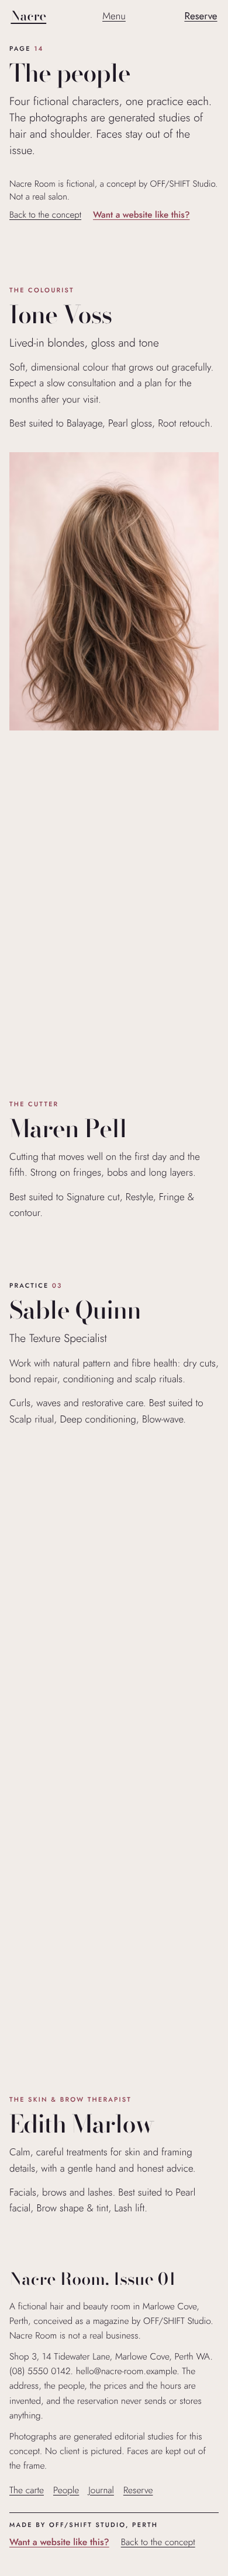 Nacre Menu Reserve
PAGE 14
The people
Four fictional characters, one practice each.
The photographs are generated studies of
hair and shoulder. Faces stay out of the
issue.
Nacre Room is fictional, a concept by OFF/SHIFT Studio.
Not a real salon.
Back to the concept Want a website like this?
THE COLOURIST
Ione Voss
Lived-in blondes, gloss and tone
Soft, dimensional colour that grows out gracefully.
Expect a slow consultation and a plan for the
months after your visit.
Best suited to Balayage, Pearl gloss, Root retouch.
THE CUTTER
Maren Pell
Cutting that moves well on the first day and the
fifth. Strong on fringes, bobs and long layers.
Best suited to Signature cut, Restyle, Fringe &
contour.
PRACTICE 03
Sable Quinn
The Texture Specialist
Work with natural pattern and fibre health: dry cuts,
bond repair, conditioning and scalp rituals.
Curls, waves and restorative care. Best suited to
Scalp ritual, Deep conditioning, Blow-wave.
THE SKIN & BROW THERAPIST
Edith Marlow
Calm, careful treatments for skin and framing
details, with a gentle hand and honest advice.
Facials, brows and lashes. Best suited to Pearl
facial, Brow shape & tint, Lash lift.
Nacre Room, Issue 01
A fictional hair and beauty room in Marlowe Cove,
Perth, conceived as a magazine by OFF/SHIFT Studio.
Nacre Room is not a real business.
Shop 3, 14 Tidewater Lane, Marlowe Cove, Perth WA.
(08) 5550 0142. hello@nacre-room.example. The
address, the people, the prices and the hours are
invented, and the reservation never sends or stores
anything.
Photographs are generated editorial studies for this
concept. No client is pictured. Faces are kept out of
the frame.
The carte People Journal Reserve
MADE BY OFF/SHIFT STUDIO, PERTH
Want a website like this? Back to the concept